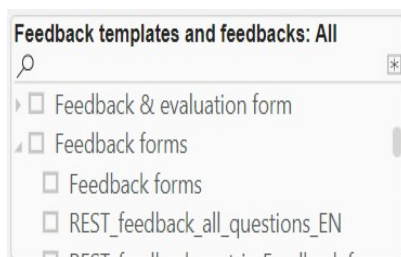 Feedback templates and feedbacks: All
Feedback & evaluation form
Feedback forms
Feedback forms
REST_feedback_all_questions_EN